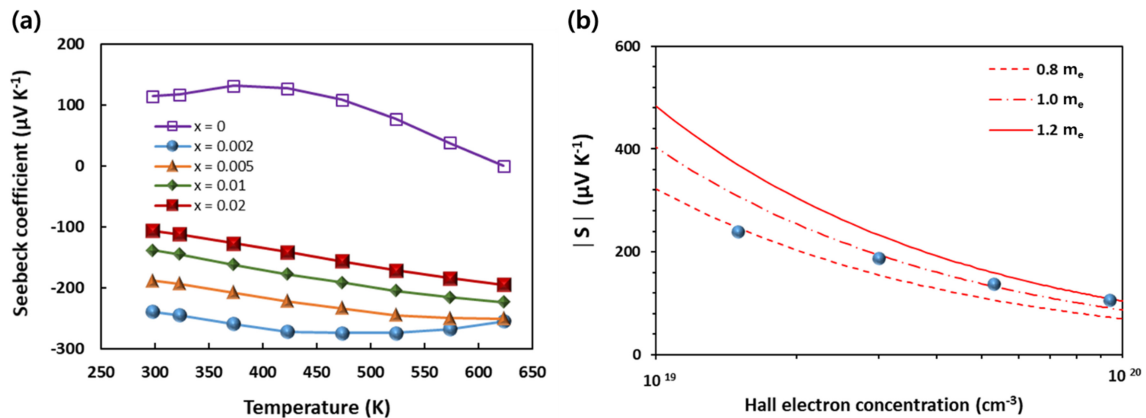 (a)
200
100
0
-100
-200
-300
Seebeck coefficient (μV K⁻¹)
x = 0
x = 0.002
x = 0.005
x = 0.01
x = 0.02
250 300 350 400 450 500 550 600 650
Temperature (K)
(b)
600
400
200
0
| S | (μV K⁻¹)
0.8 mₑ
1.0 mₑ
1.2 mₑ
10¹⁹ 10²⁰
Hall electron concentration (cm⁻³)